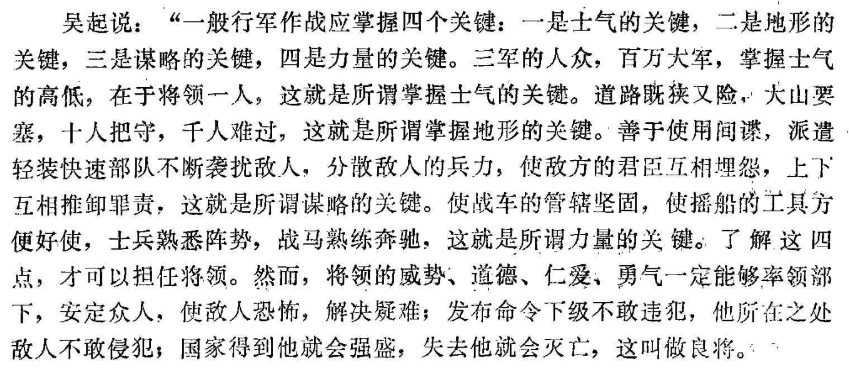 吴起说：“一般行军作战应掌握四个关键：一是士气的关键，二是地形的
关键，三是谋略的关键，四是力量的关键。三军的人众，百万大军，掌握士气
的高低，在于将领一人，这就是所谓掌握士气的关键。道路既狭又险，大山要
塞，十人把守，千人难过，这就是所谓掌握地形的关键。善于使用间谍，派遣
轻装快速部队不断袭扰敌人，分散敌人的兵力，使敌方的君臣互相埋怨，上下
互相推卸罪责，这就是所谓谋略的关键。使战车的管辖坚固，使摇船的工具方
便好使，士兵熟悉阵势，战马熟练奔驰，这就是所谓力量的关键。了解这四
点，才可以担任将领。然而，将领的威势、道德、仁爱、勇气一定能够率领部
下，安定众人，使敌人恐怖，解决疑难；发布命令下级不敢违犯，他所在之处
敌人不敢侵犯；国家得到他就会强盛，失去他就会灭亡，这叫做良将。